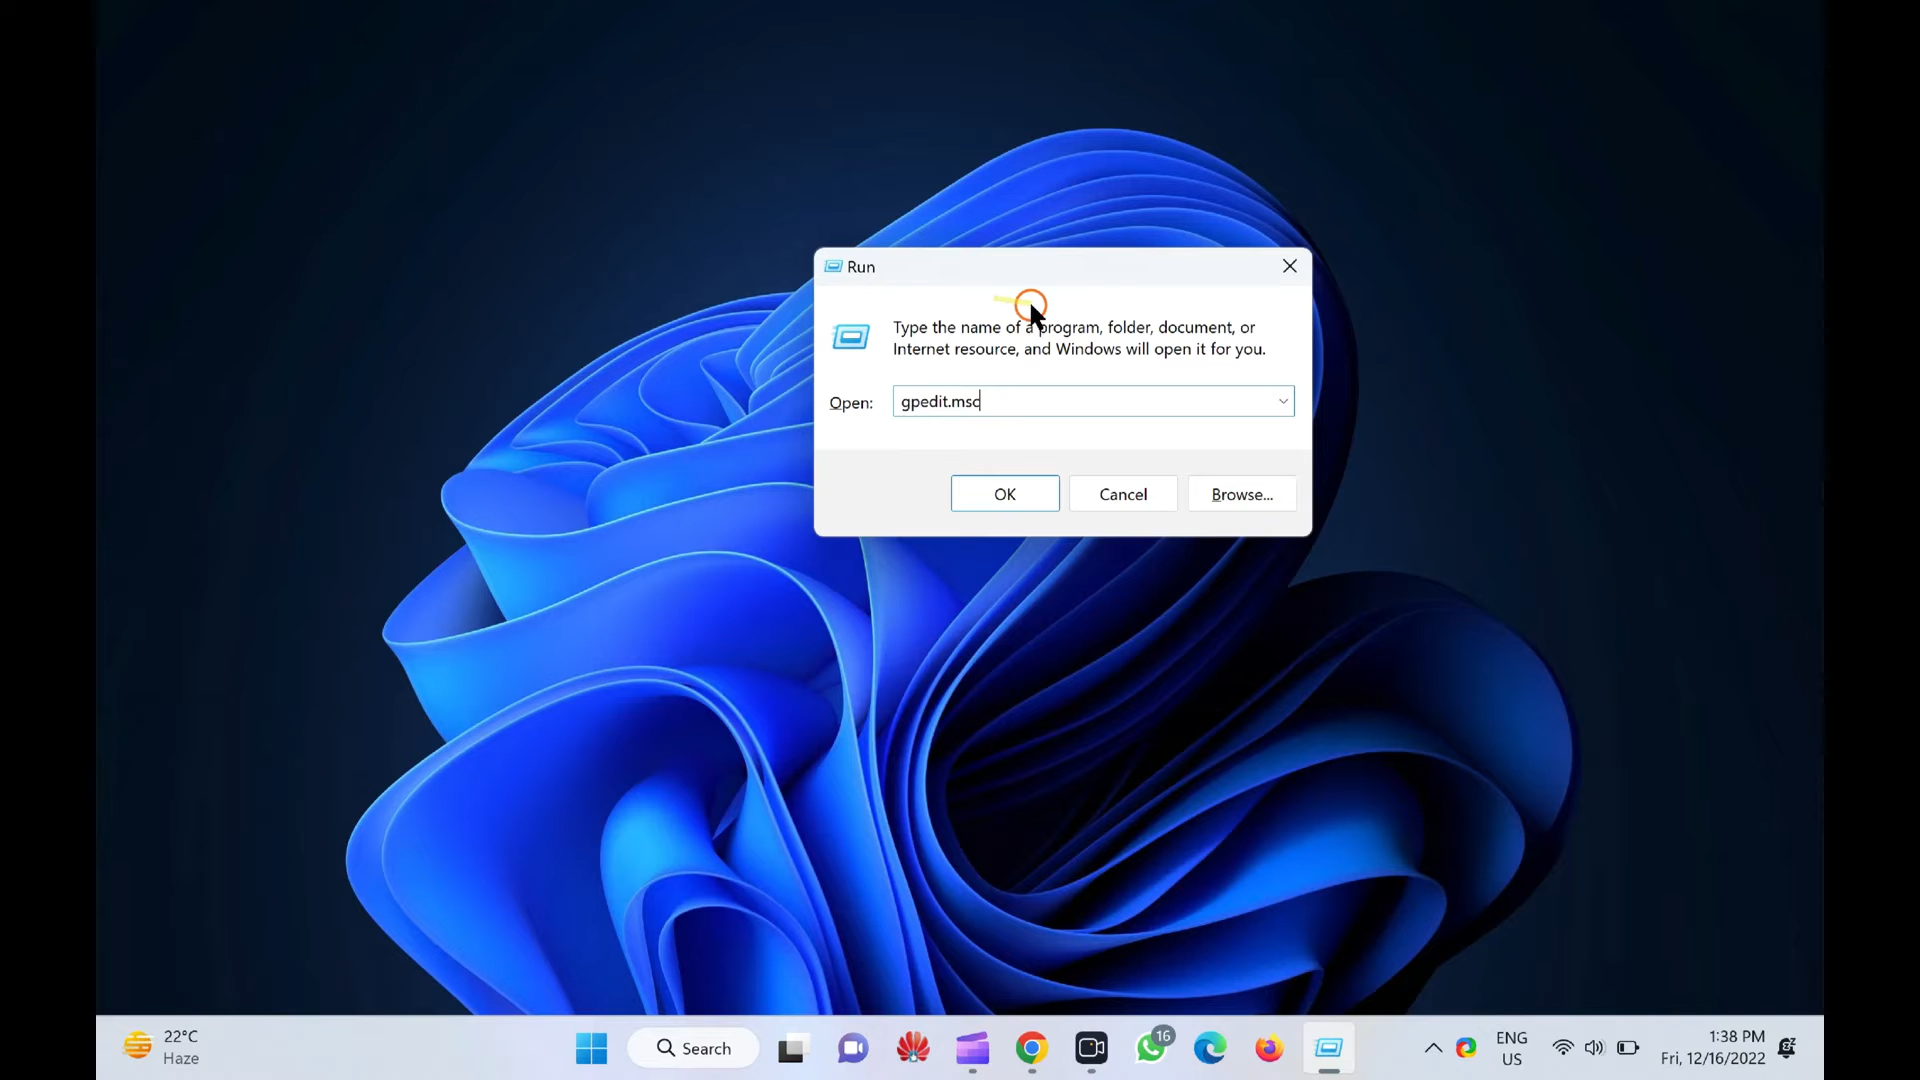 Run
Type the name of a program, folder, document, or
Internet resource, and Windows will open it for you.
Open:
gpedit.msc
OK
Cancel
Browse...
22°C
Haze
Search
16
ENG
US
1:38 PM
Fri, 12/16/2022